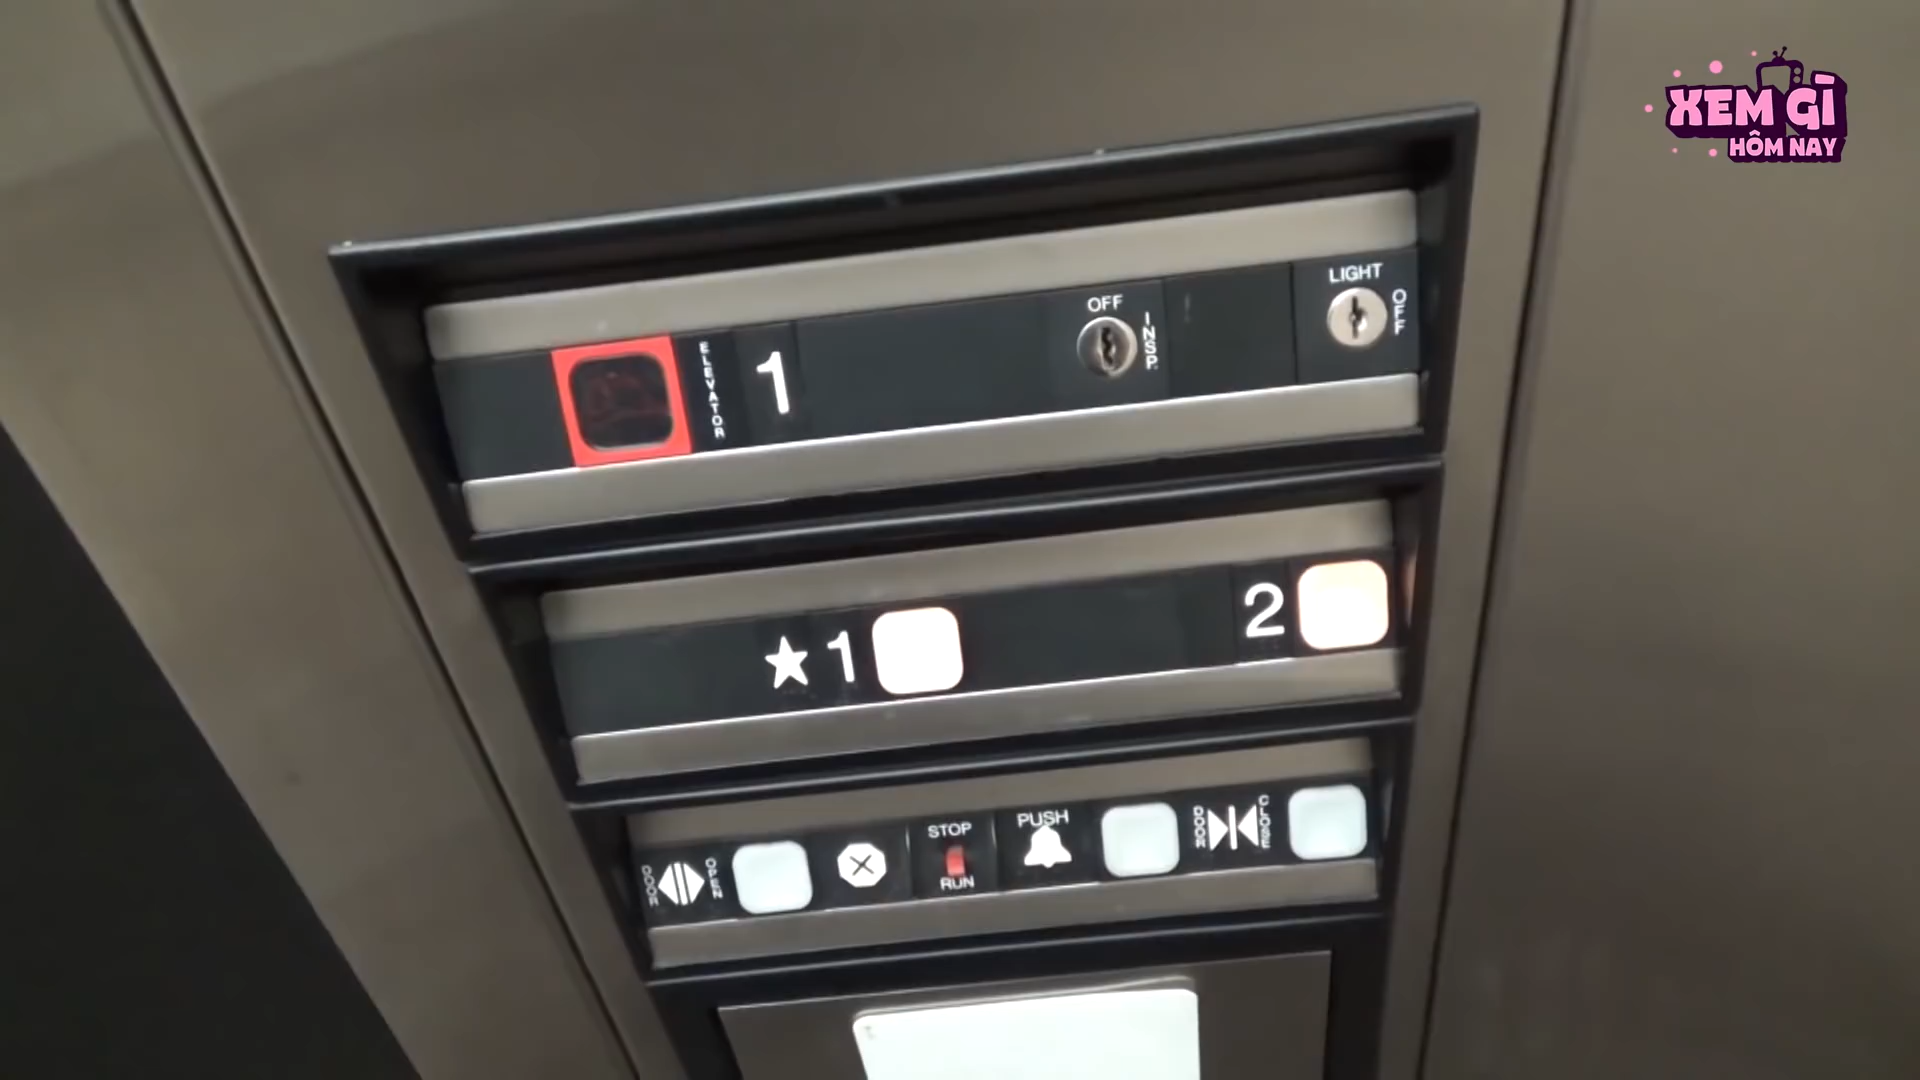 XEM GÌ
HÔM NAY
LIGHT
OFF
OFF
INSP.
ELEVATOR
1
★1
2
DOOR OPEN
STOP
RUN
PUSH
DOOR CLOSE